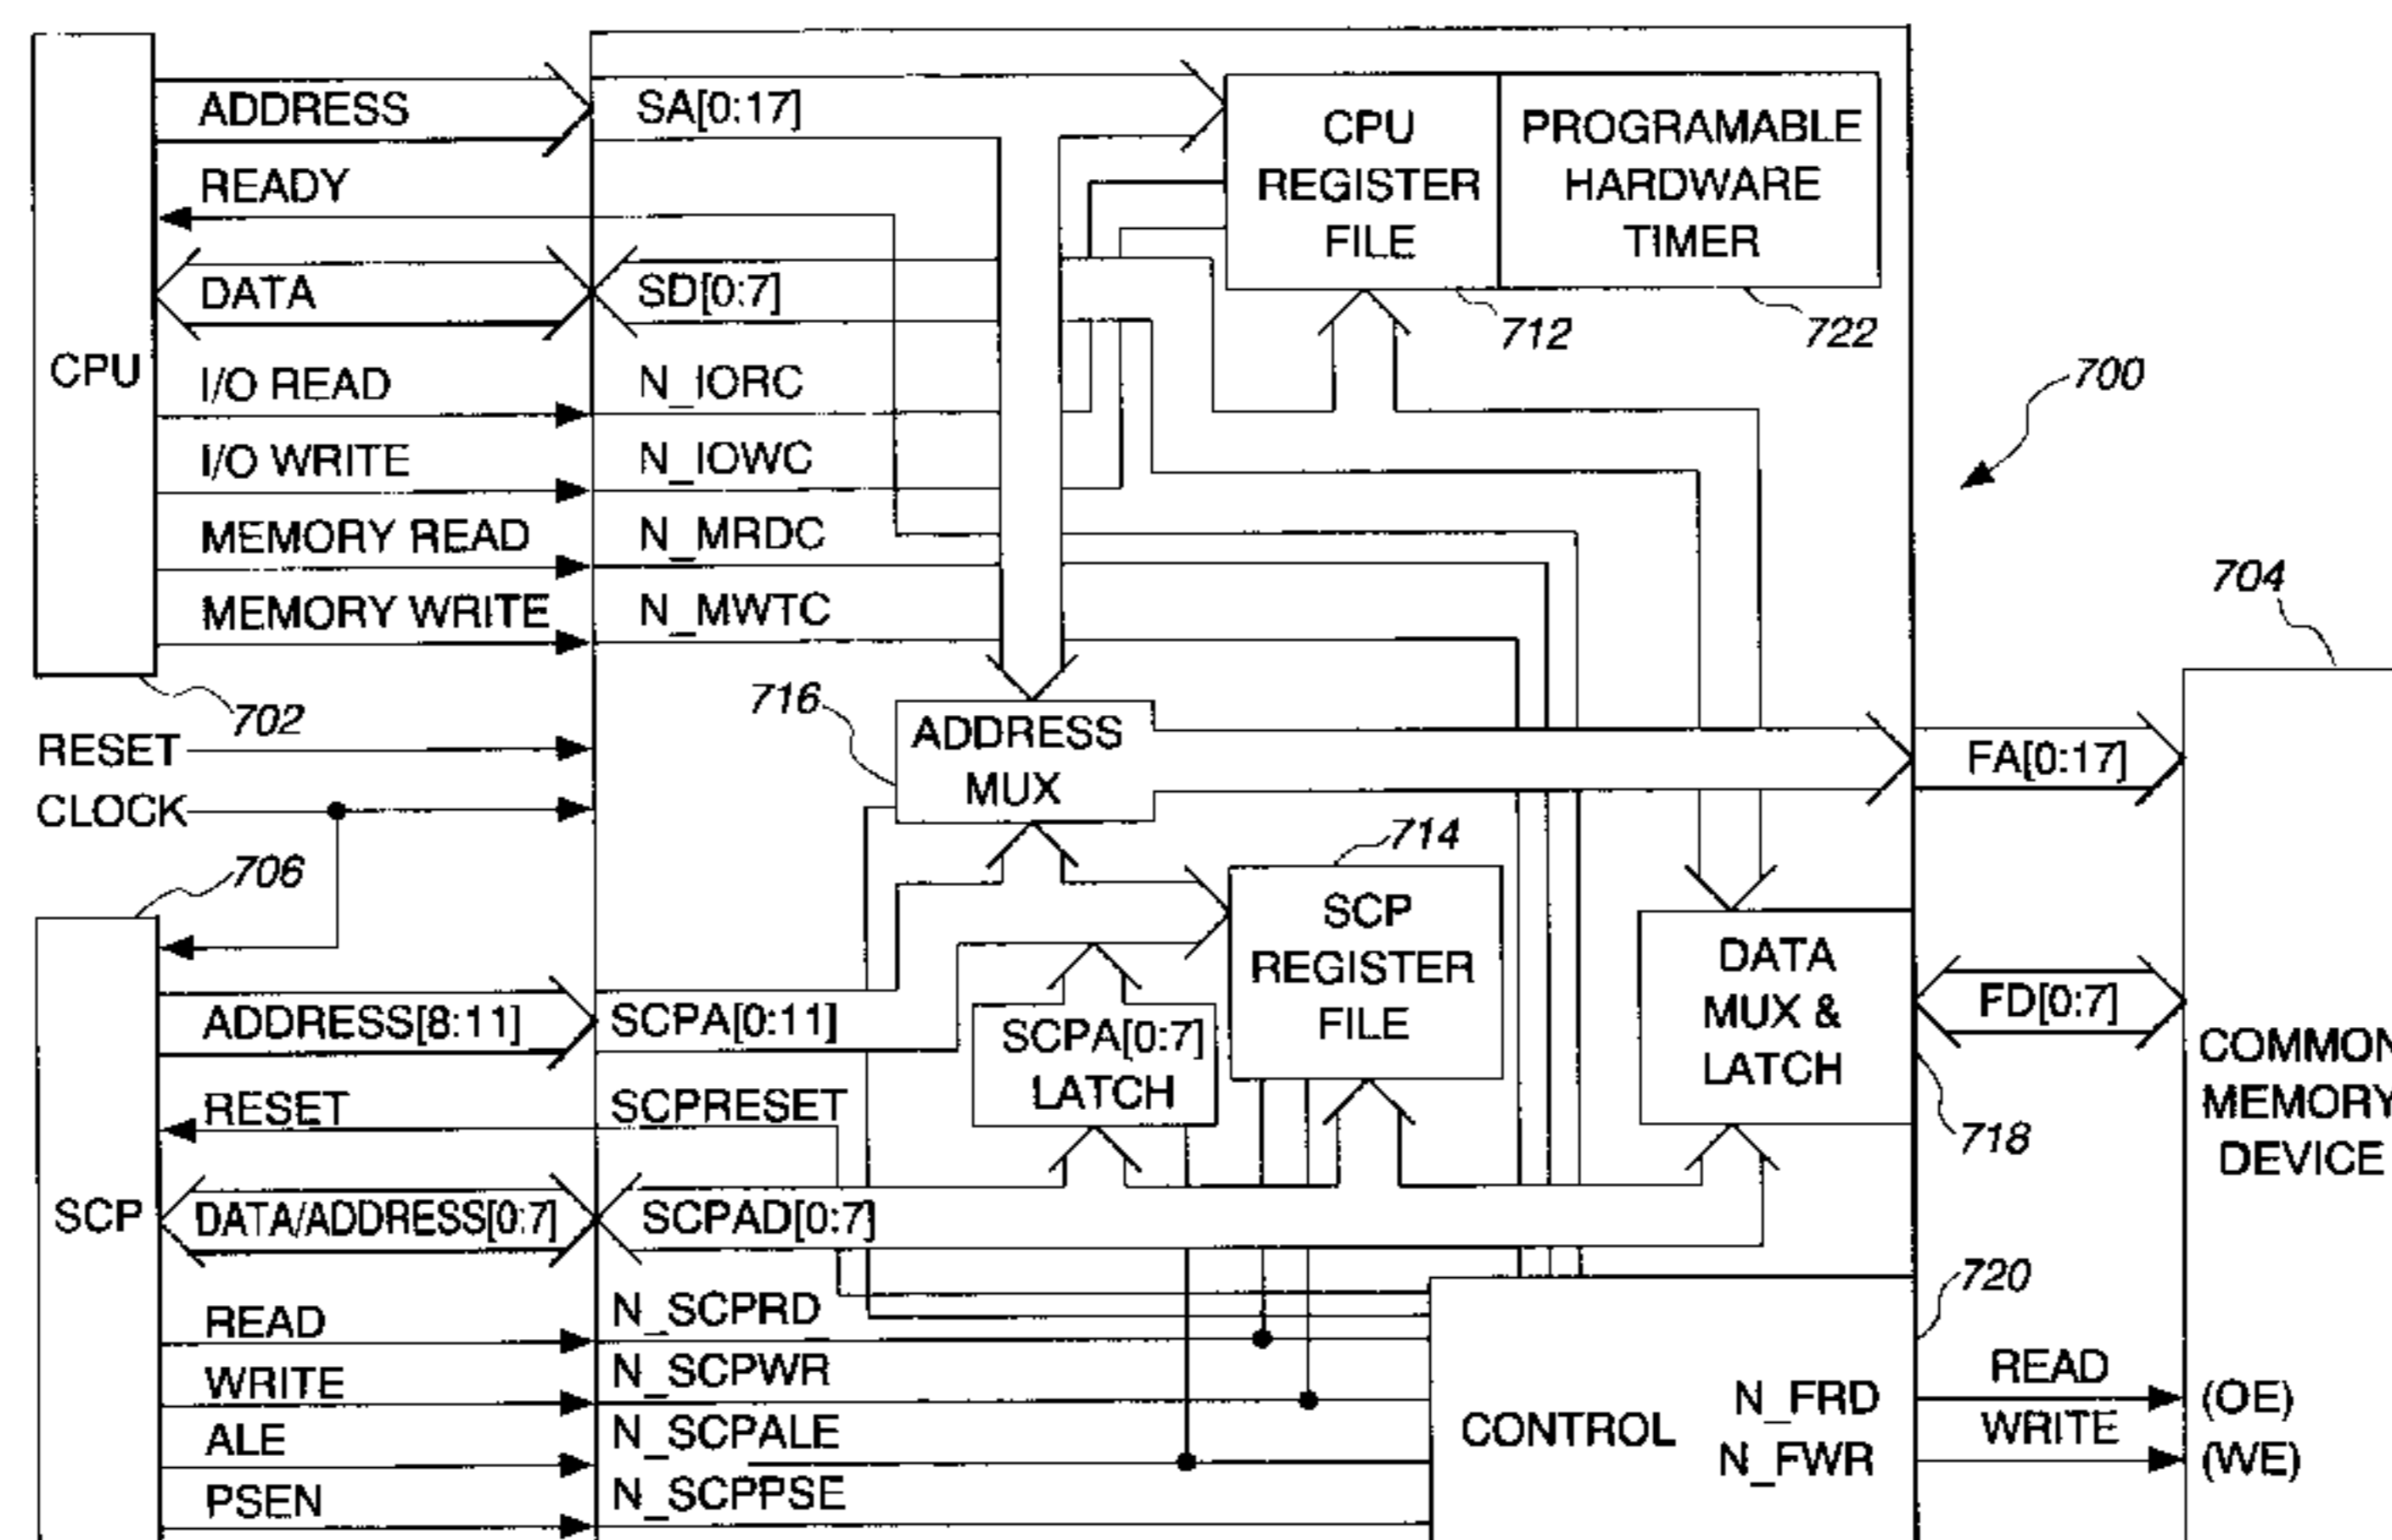 ADDRESS
SA[0:17]
CPU
REGISTER
FILE
PROGRAMABLE
HARDWARE
TIMER
READY
DATA
SD[0:7]
712
722
CPU
I/O READ
N_IORC
700
I/O WRITE
N_IOWC
MEMORY READ
N_MRDC
704
MEMORY WRITE
N_MWTC
716
702
ADDRESS
MUX
RESET
FA[0:17]
CLOCK
714
706
SCP
REGISTER
FILE
DATA
MUX &
LATCH
FD[0:7]
ADDRESS[8:11]
SCPA[0:11]
SCPA[0:7]
LATCH
COMMON
MEMORY
DEVICE
RESET
SCPRESET
718
SCP
DATA/ADDRESS[0:7]
SCPAD[0:7]
720
READ
N_SCPRD
WRITE
N_SCPWR
READ
N_FRD
(OE)
ALE
N_SCPALE
CONTROL
WRITE
N_FWR
(WE)
PSEN
N_SCPPSE